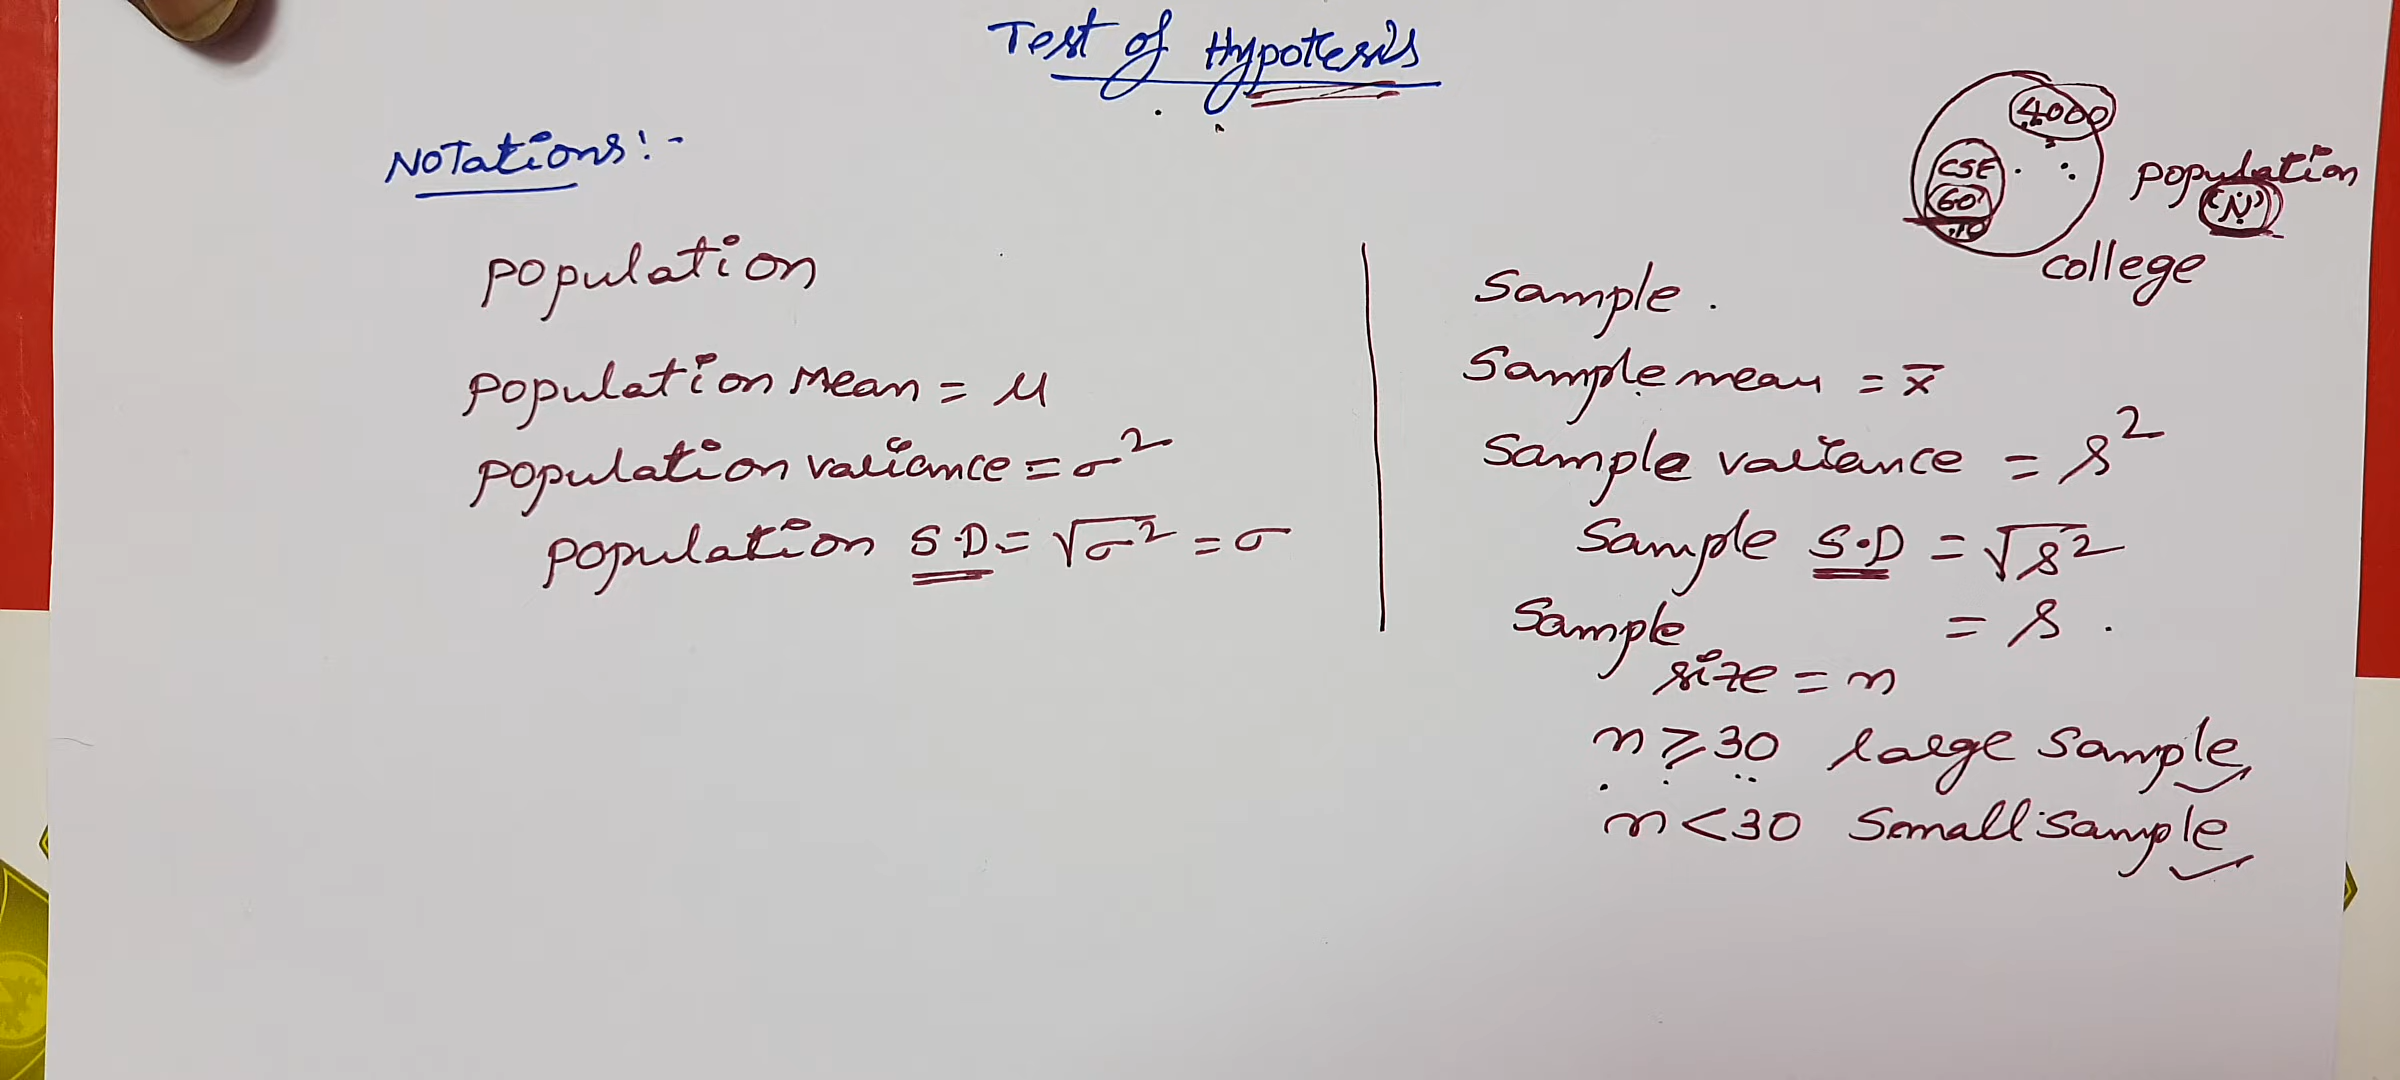 Test of Hypotesis
NOTations:-
4000
CSE
60
population
(N)
college
population
population mean = μ
population variance = σ²
population S.D = √σ² = σ
Sample.
Sample mean = x̄
Sample variance = s²
Sample S.D = √s²
= s.
Sample
size = n
n ≥ 30 large Sample
n < 30 Small Sample